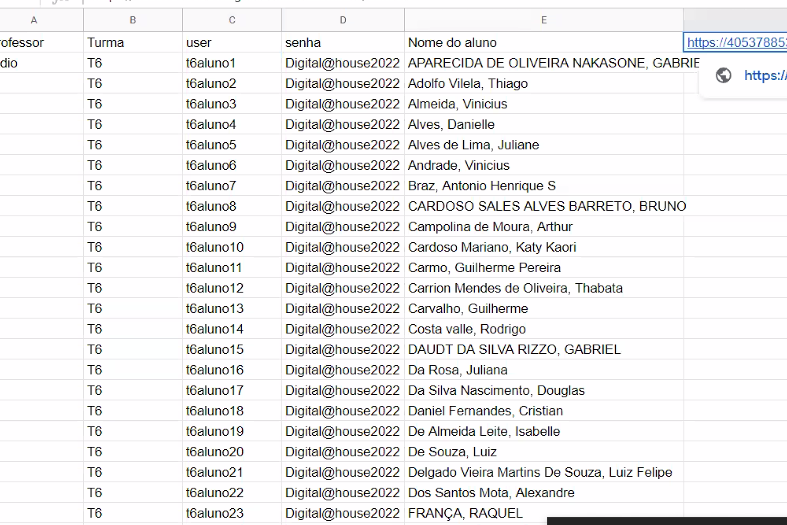 A B C D E
rofessor Turma user senha Nome do aluno https://40537885
dio T6 t6aluno1 Digital@house2022 APARECIDA DE OLIVEIRA NAKASONE, GABRIE
https:/
T6 t6aluno2 Digital@house2022 Adolfo Vilela, Thiago
T6 t6aluno3 Digital@house2022 Almeida, Vinicius
T6 t6aluno4 Digital@house2022 Alves, Danielle
T6 t6aluno5 Digital@house2022 Alves de Lima, Juliane
T6 t6aluno6 Digital@house2022 Andrade, Vinicius
T6 t6aluno7 Digital@house2022 Braz, Antonio Henrique S
T6 t6aluno8 Digital@house2022 CARDOSO SALES ALVES BARRETO, BRUNO
T6 t6aluno9 Digital@house2022 Campolina de Moura, Arthur
T6 t6aluno10 Digital@house2022 Cardoso Mariano, Katy Kaori
T6 t6aluno11 Digital@house2022 Carmo, Guilherme Pereira
T6 t6aluno12 Digital@house2022 Carrion Mendes de Oliveira, Thabata
T6 t6aluno13 Digital@house2022 Carvalho, Guilherme
T6 t6aluno14 Digital@house2022 Costa valle, Rodrigo
T6 t6aluno15 Digital@house2022 DAUDT DA SILVA RIZZO, GABRIEL
T6 t6aluno16 Digital@house2022 Da Rosa, Juliana
T6 t6aluno17 Digital@house2022 Da Silva Nascimento, Douglas
T6 t6aluno18 Digital@house2022 Daniel Fernandes, Cristian
T6 t6aluno19 Digital@house2022 De Almeida Leite, Isabelle
T6 t6aluno20 Digital@house2022 De Souza, Luiz
T6 t6aluno21 Digital@house2022 Delgado Vieira Martins De Souza, Luiz Felipe
T6 t6aluno22 Digital@house2022 Dos Santos Mota, Alexandre
T6 t6aluno23 Digital@house2022 FRANÇA, RAQUEL